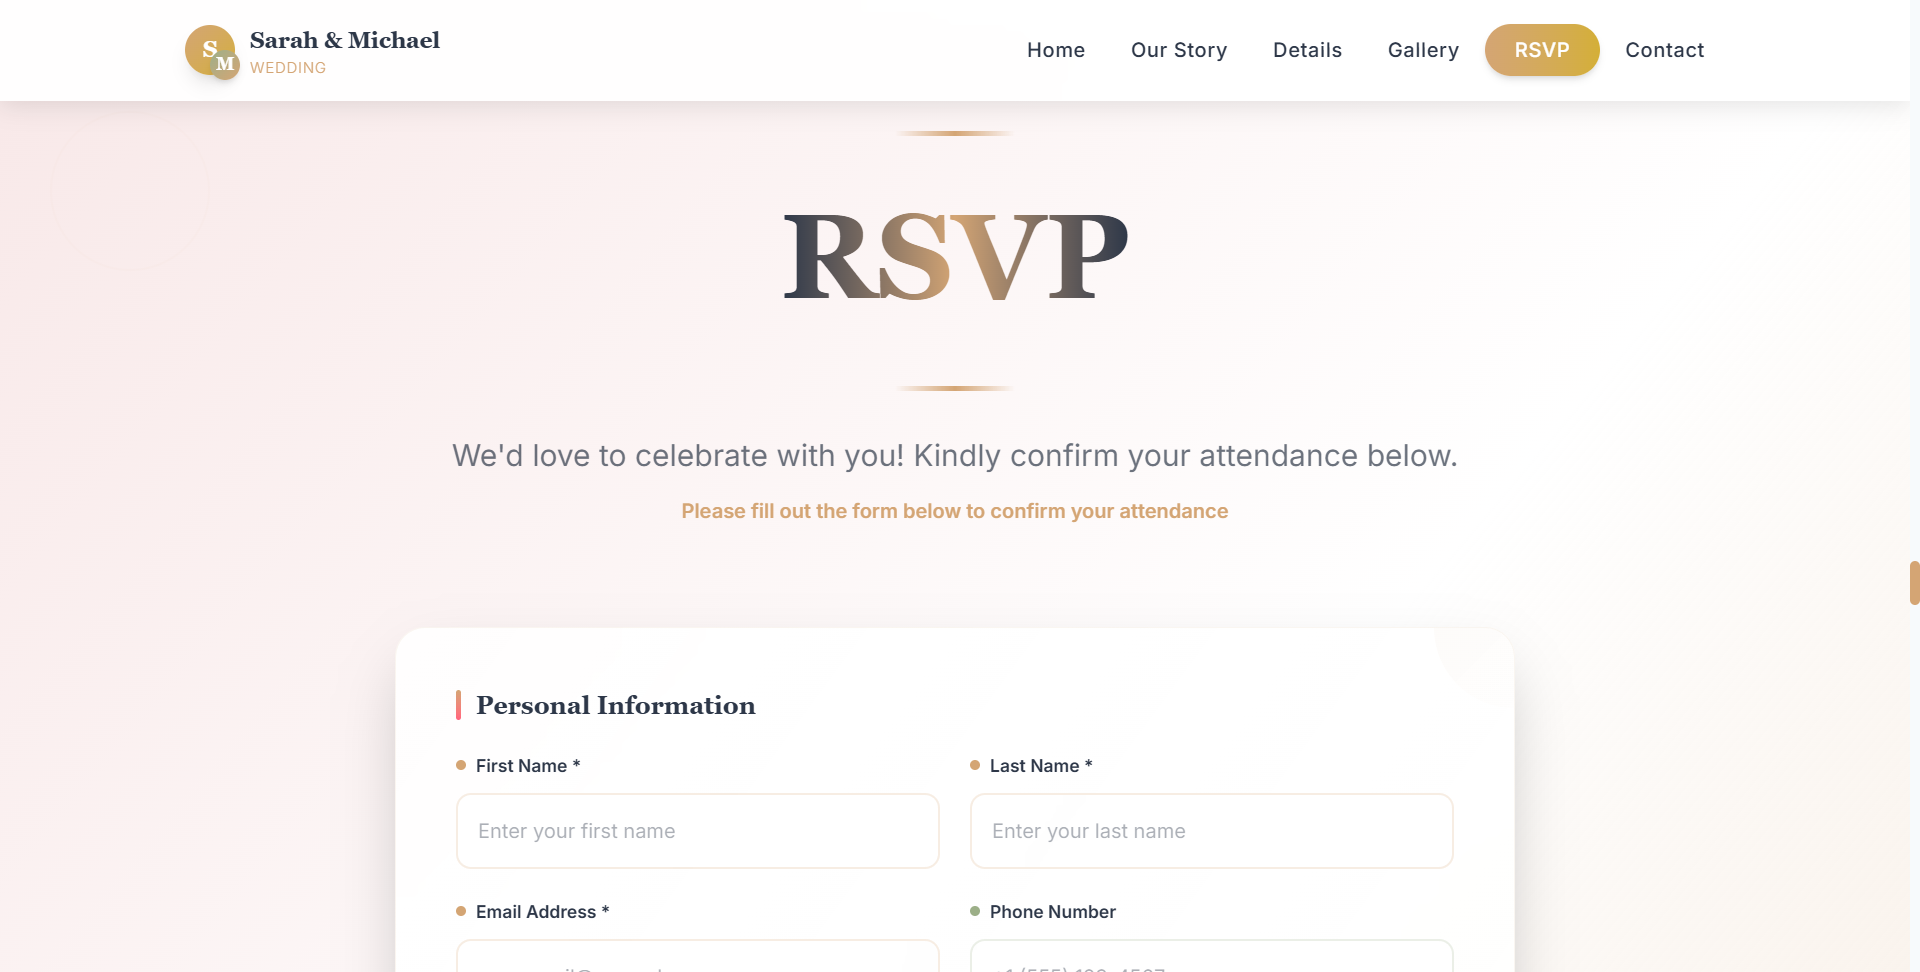 Sarah & Michael
WEDDING
S
M
Home
Our Story
Details
Gallery
RSVP
Contact
RSVP
We'd love to celebrate with you! Kindly confirm your attendance below.
Please fill out the form below to confirm your attendance
Personal Information
First Name *
Last Name *
Enter your first name
Enter your last name
Email Address *
Phone Number